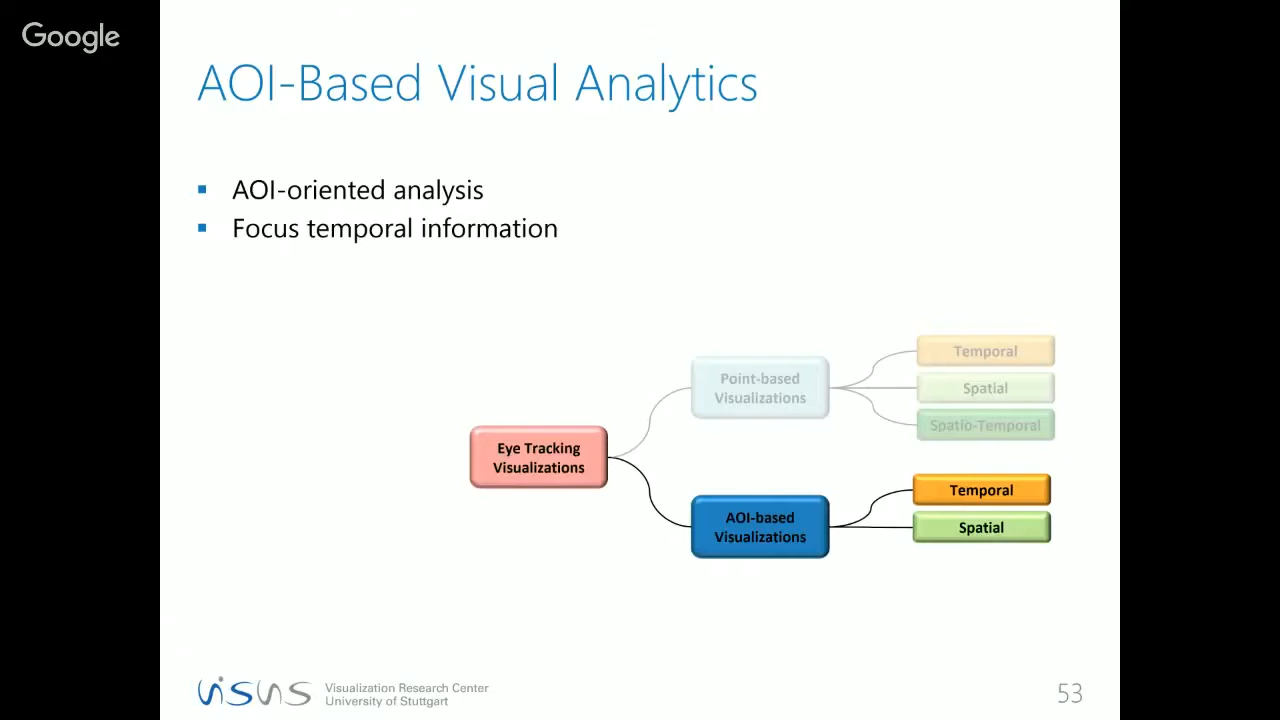 Google
AOI-Based Visual Analytics
AOI-oriented analysis
Focus temporal information
Temporal
Point-based
Visualizations
Spatial
Spatio-Temporal
Eye Tracking
Visualizations
Temporal
AOI-based
Visualizations
Spatial
VISUS
Visualization Research Center
University of Stuttgart
53